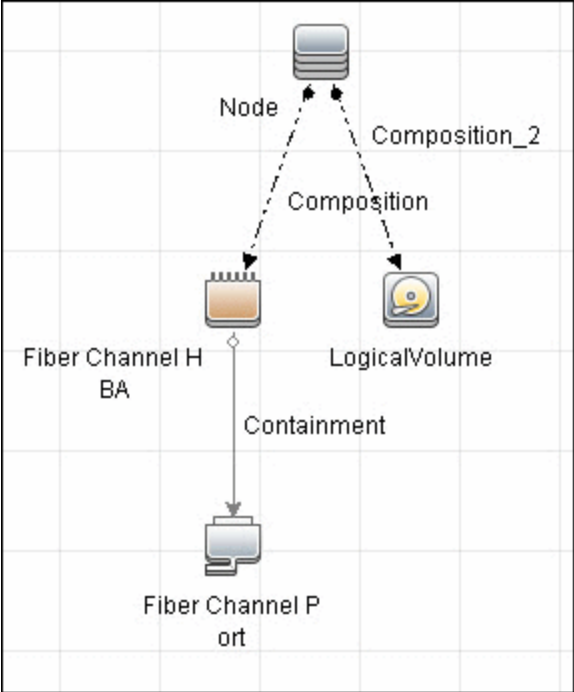 Node
Composition_2
Composition
Fiber Channel H
BA
LogicalVolume
Containment
Fiber Channel P
ort